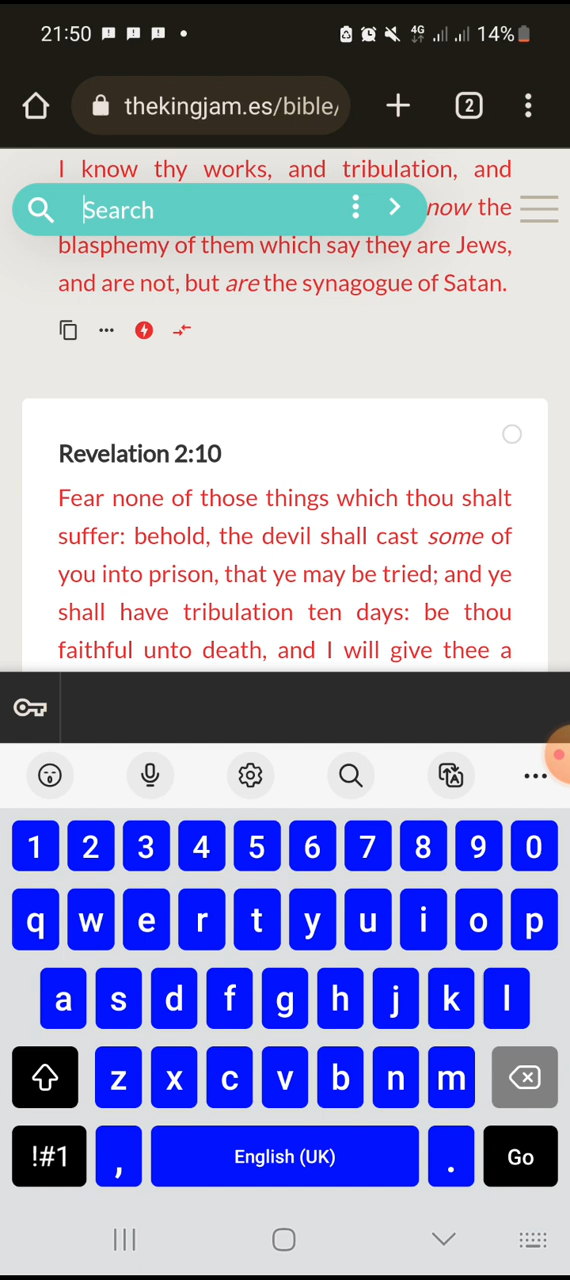 21:50 4G 14%
thekingjam.es/bible/ 2
I know thy works, and tribulation, and
Search now the
blasphemy of them which say they are Jews,
and are not, but are the synagogue of Satan.
Revelation 2:10
Fear none of those things which thou shalt
suffer: behold, the devil shall cast some of
you into prison, that ye may be tried; and ye
shall have tribulation ten days: be thou
faithful unto death, and I will give thee a
1 2 3 4 5 6 7 8 9 0
q w e r t y u i o p
a s d f g h j k l
z x c v b n m
!#1 , English (UK) . Go